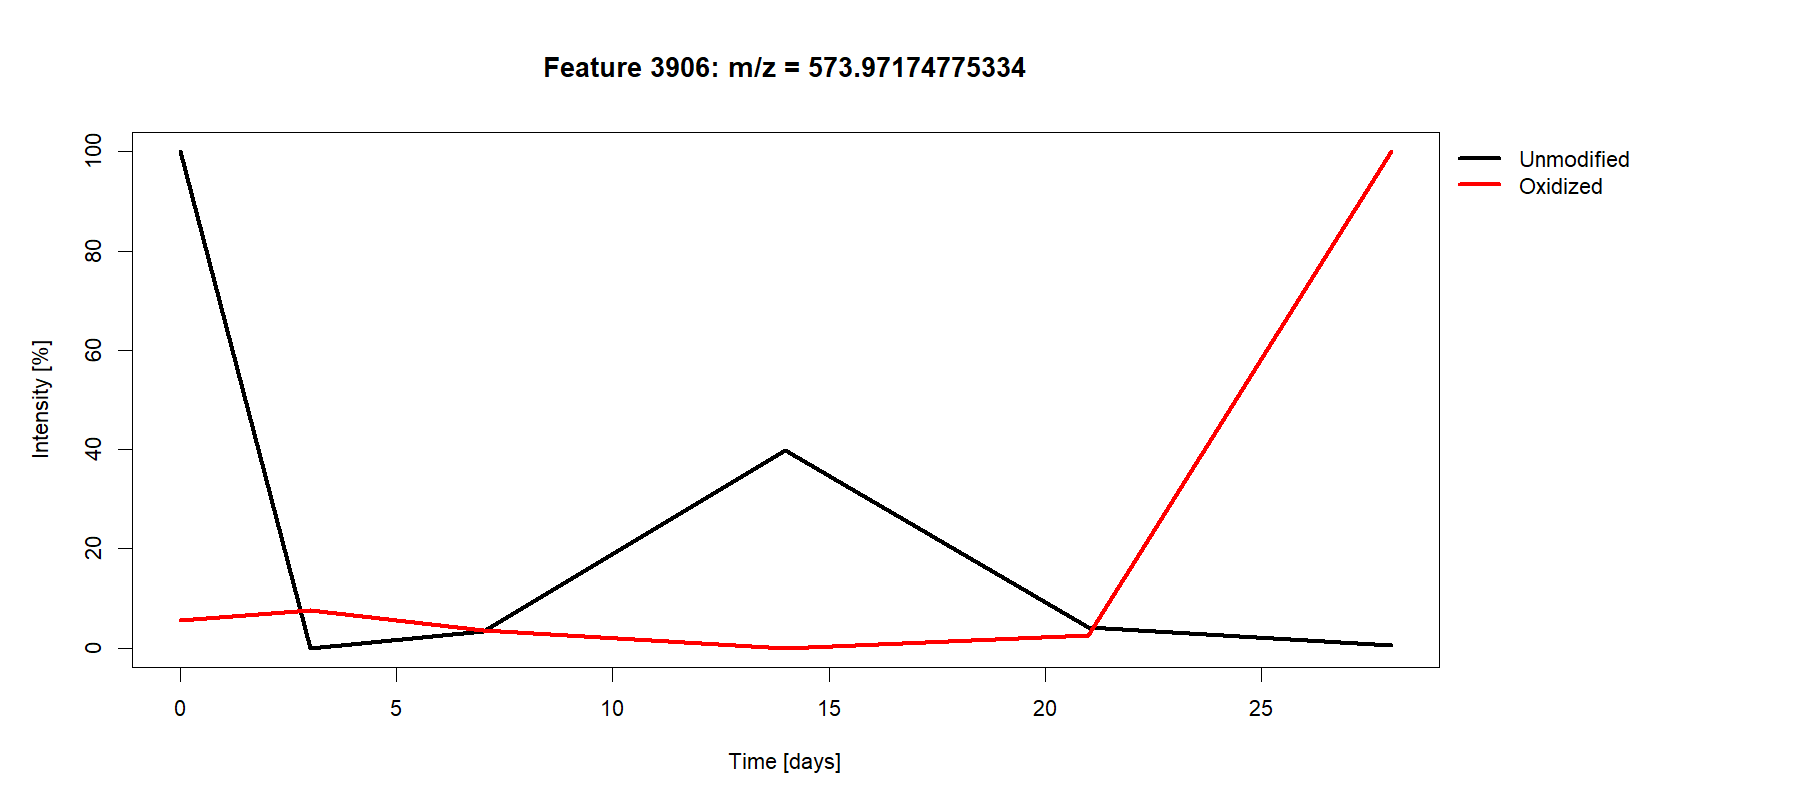 Feature 3906: m/z = 573.97174775334
Unmodified
Oxidized
Intensity [%]
100
80
60
40
20
0
0 5 10 15 20 25
Time [days]